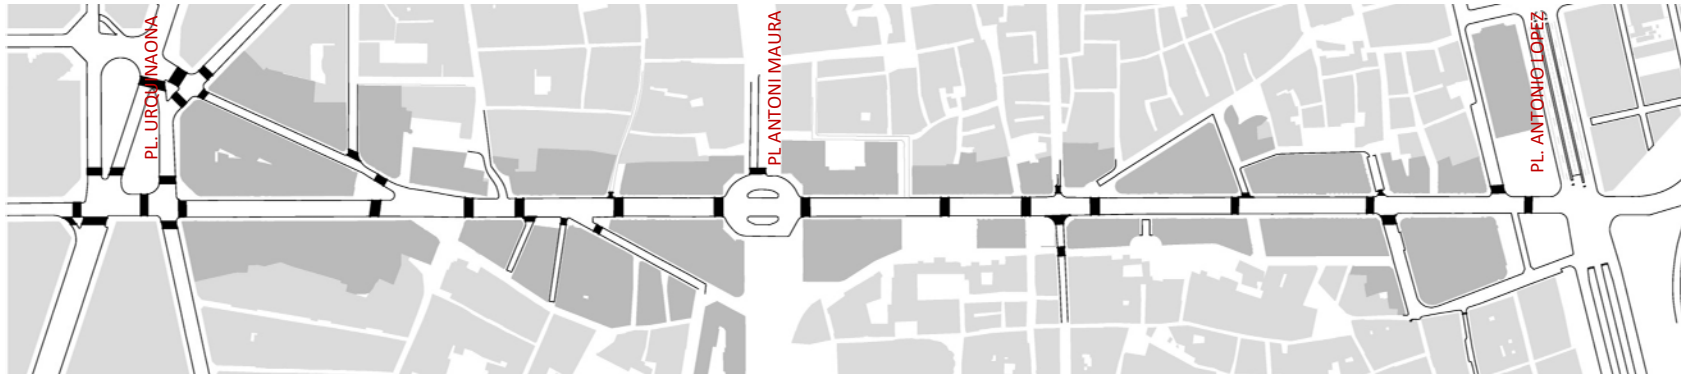 PL. URQUINAONA
PL ANTONI MAURA
PL. ANTONIO LOPEZ